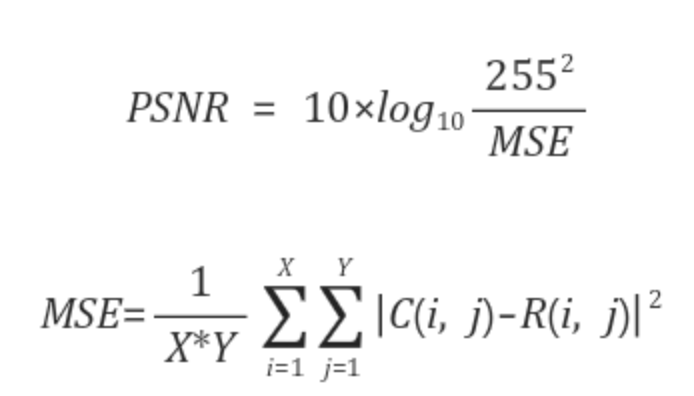 PSNR = 10×log₁₀ 255² / MSE
MSE= 1 / X*Y ∑_{i=1}^{X} ∑_{j=1}^{Y} |C(i, j)-R(i, j)|²